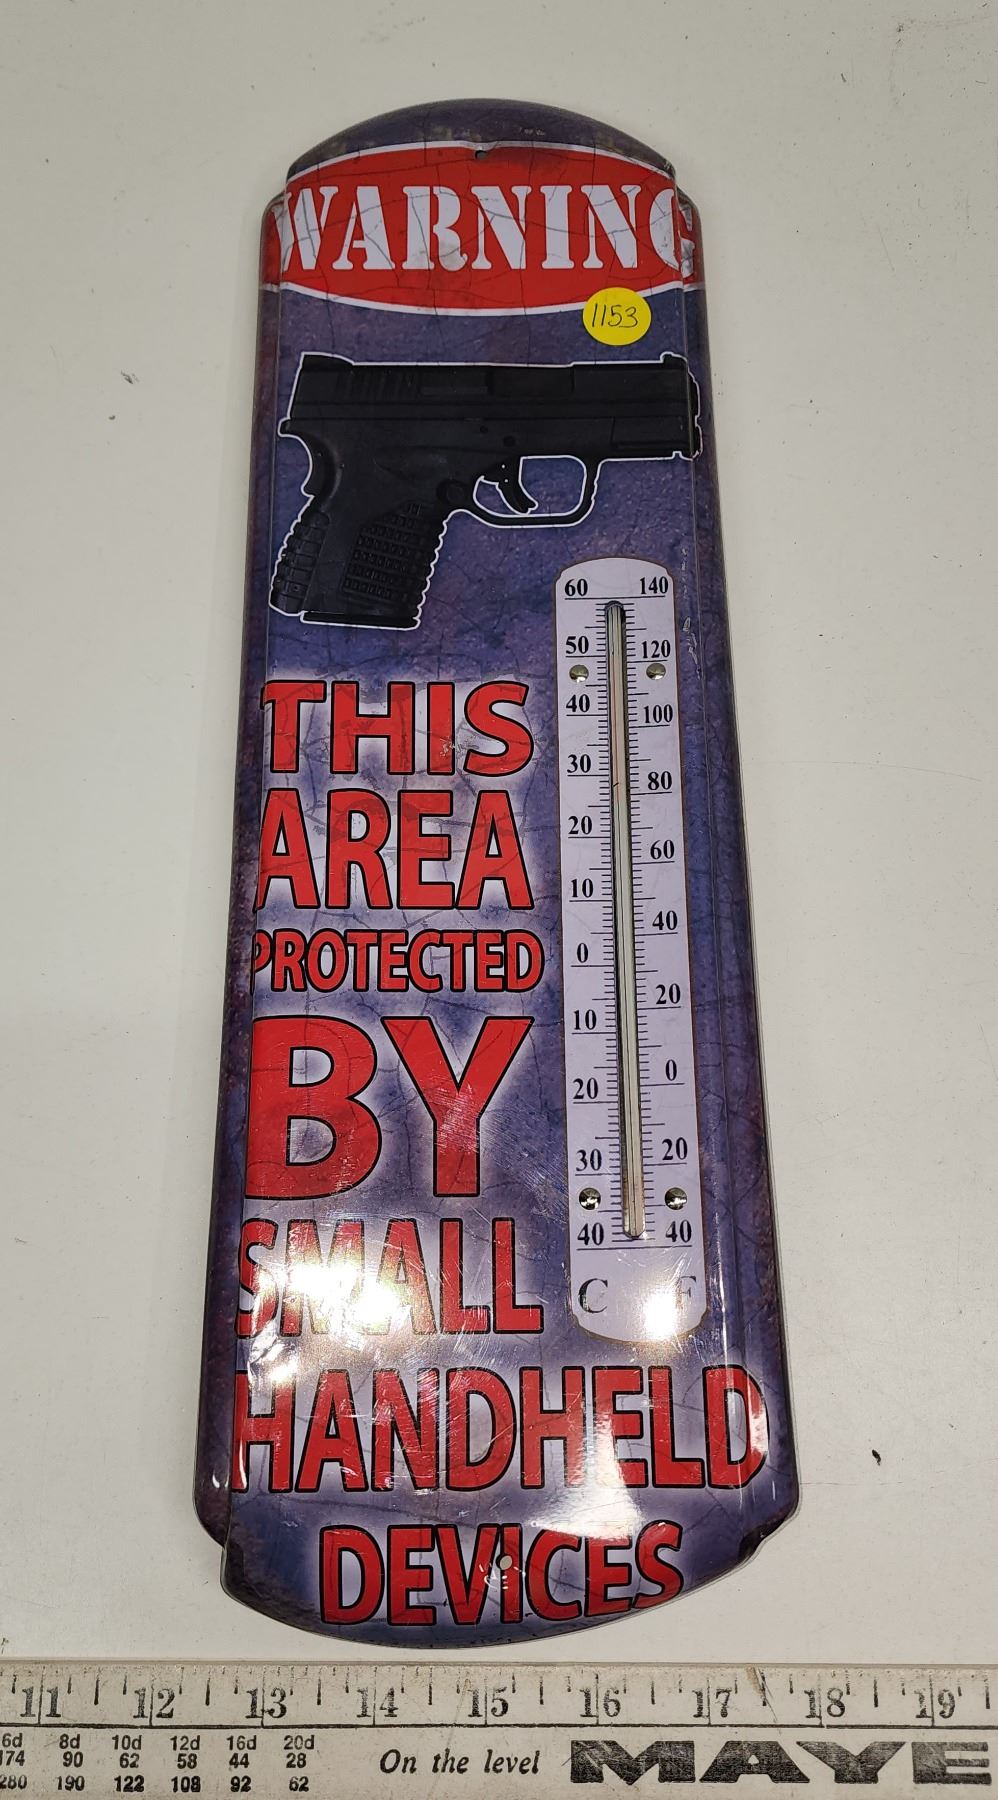 WARNING
1153
60 140
50 120
40 100
30 80
20 60
10 40
0 20
10 0
20 20
30 40
40
C F
THIS
AREA
PROTECTED
BY
SMALL
HANDHELD
DEVICES
11 12 13 14 15 16 17 18 19
6d 8d 10d 12d 16d 20d
174 90 62 58 44 28
280 190 122 108 92 62
On the level MAYE